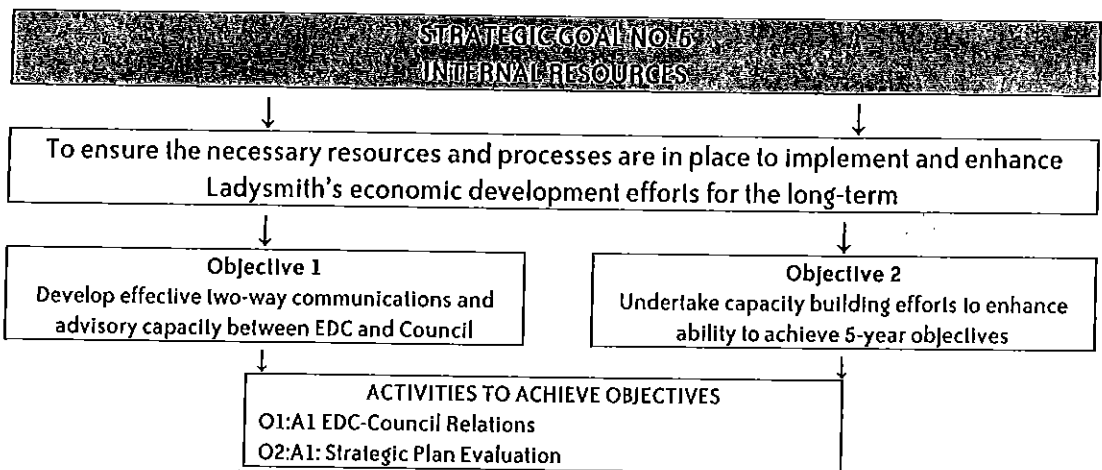 STRATEGIC GOAL NO. 5
INTERNAL RESOURCES
To ensure the necessary resources and processes are in place to implement and enhance
Ladysmith's economic development efforts for the long-term
Objective 1
Develop effective two-way communications and
advisory capacity between EDC and Council
Objective 2
Undertake capacity building efforts to enhance
ability to achieve 5-year objectives
ACTIVITIES TO ACHIEVE OBJECTIVES
O1:A1 EDC-Council Relations
O2:A1: Strategic Plan Evaluation